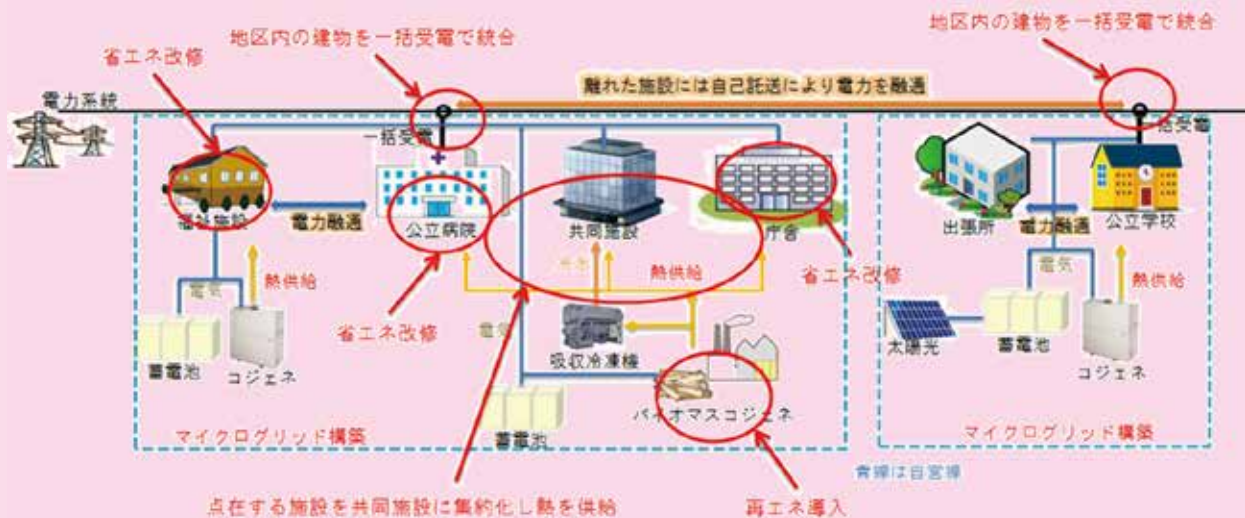 地区内の建物を一括受電で統合
地区内の建物を一括受電で統合
省エネ改修
離れた施設には自己託送により電力を融通
電力系統
一括受電
括受電
福祉施設
電力融通
公立病院
共同施設
庁舎
出張所
電力融通
公立学校
熱供給
熱供給
省エネ改修
電気
熱供給
電気
省エネ改修
電気
吸収冷凍機
太陽光
蓄電池
コジェネ
蓄電池
コジェネ
バイオマスコジェネ
マイクログリッド構築
蓄電池
マイクログリッド構築
青線は自営線
点在する施設を共同施設に集約化し熱を供給
再エネ導入